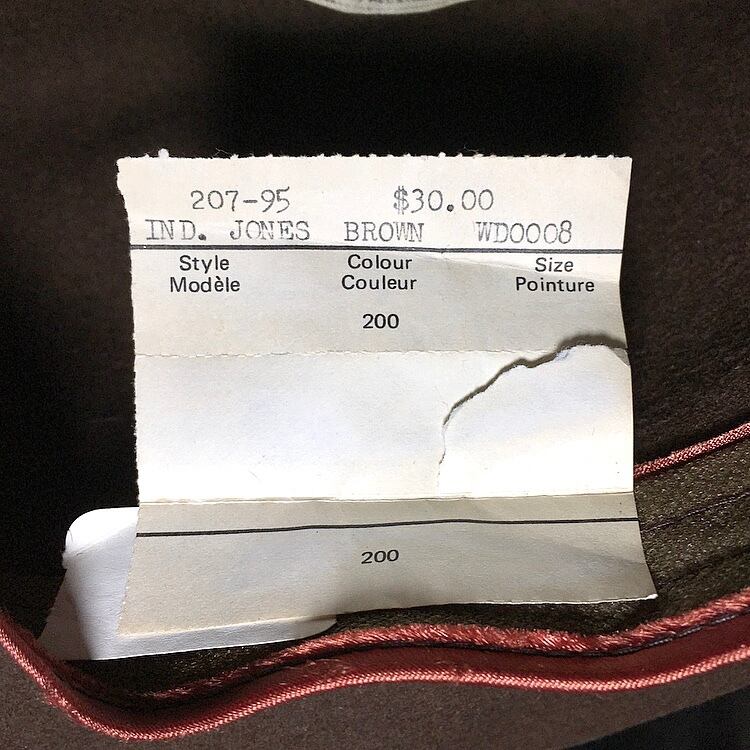 207-95 $30.00
IND. JONES BROWN WD0008
Style Colour Size
Modèle Couleur Pointure
200
200